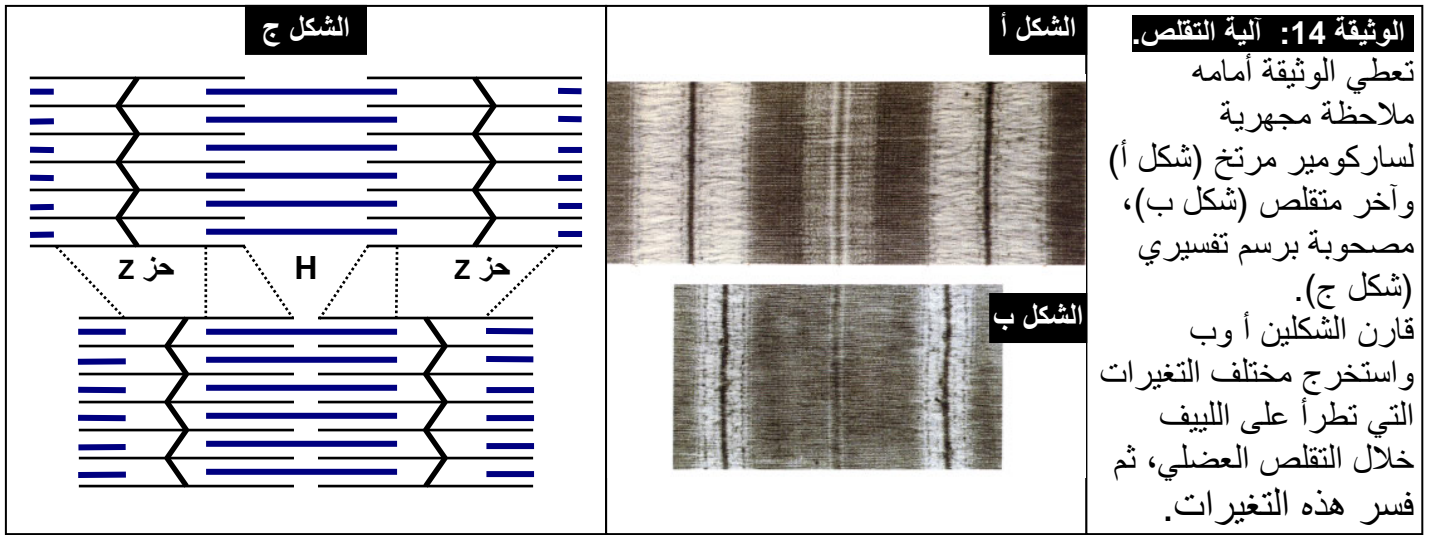 الوثيقة 14: آلية التقلص.
تعطي الوثيقة أمامه
ملاحظة مجهرية
لساركومير مرتخ (شكل أ)
وآخر متقلص (شكل ب)،
مصحوبة برسم تفسيري
(شكل ج).
قارن الشكلين أ وب
واستخرج مختلف التغيرات
التي تطرأ على اللييف
خلال التقلص العضلي، ثم
فسر هذه التغيرات.
الشكل أ
الشكل ب
الشكل ج
حز Z
H
حز Z